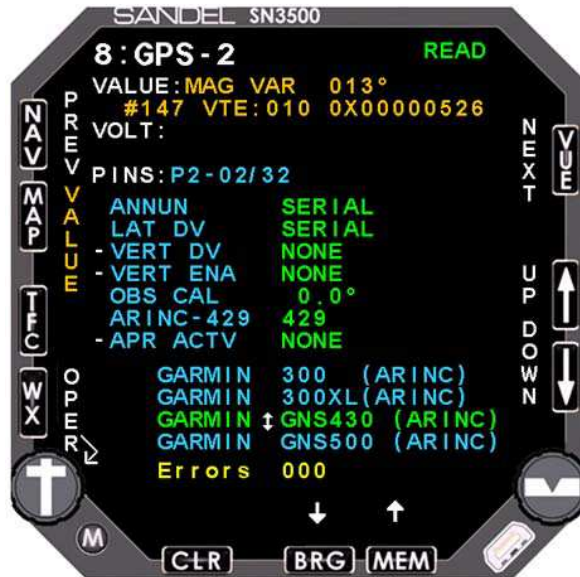 SANDEL SN3500
8:GPS-2 READ
VALUE:MAG VAR 013°
#147 VTE:010 0X00000526
VOLT:
PINS:P2-02/32
ANNUN SERIAL
LAT DV SERIAL
-VERT DV NONE
-VERT ENA NONE
OBS CAL 0.0°
ARINC-429 429
-APR ACTV NONE
GARMIN 300 (ARINC)
GARMIN 300XL(ARINC)
GARMIN ↕ GNS430 (ARINC)
GARMIN GNS500 (ARINC)
Errors 000
PREV VALUE
OPER
NEXT
UP DOWN
NAV
MAP
TFC
WX
VUE
M
CLR
BRG
MEM